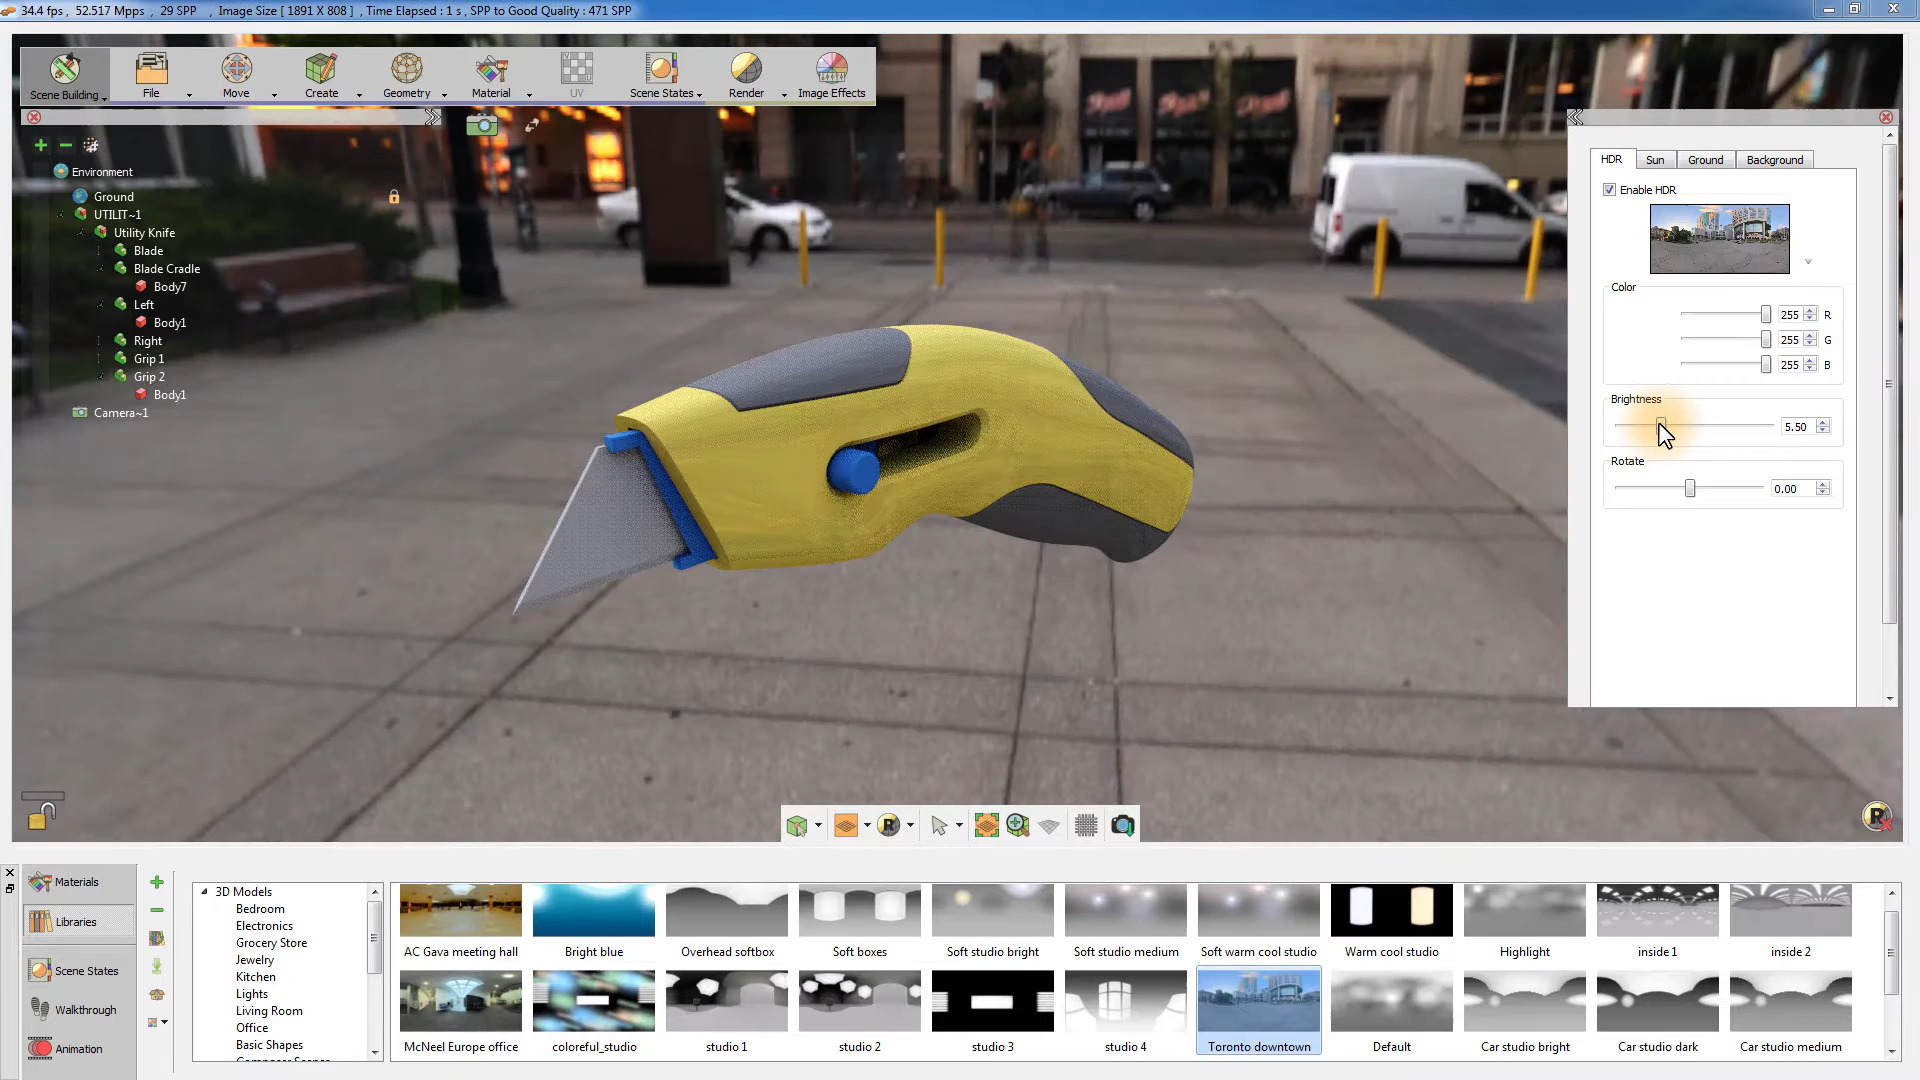 34.4 fps , 52.517 Mpps , 29 SPP , Image Size [ 1891 X 808 ] , Time Elapsed : 1 s , SPP to Good Quality : 471 SPP
Scene Building
File
Move
Create
Geometry
Material
UV
Scene States
Render
Image Effects
Environment
Ground
UTILIT~1
Utility Knife
Blade
Blade Cradle
Body7
Left
Body1
Right
Grip 1
Grip 2
Body1
Camera~1
HDR
Sun
Ground
Background
Enable HDR
Color
255 R
255 G
255 B
Brightness
5.50
Rotate
0.00
Materials
Libraries
Scene States
Walkthrough
Animation
3D Models
Bedroom
Electronics
Grocery Store
Jewelry
Kitchen
Lights
Living Room
Office
Basic Shapes
AC Gava meeting hall
Bright blue
Overhead softbox
Soft boxes
Soft studio bright
Soft studio medium
Soft warm cool studio
Warm cool studio
Highlight
inside 1
inside 2
McNeel Europe office
coloreful_studio
studio 1
studio 2
studio 3
studio 4
Toronto downtown
Default
Car studio bright
Car studio dark
Car studio medium